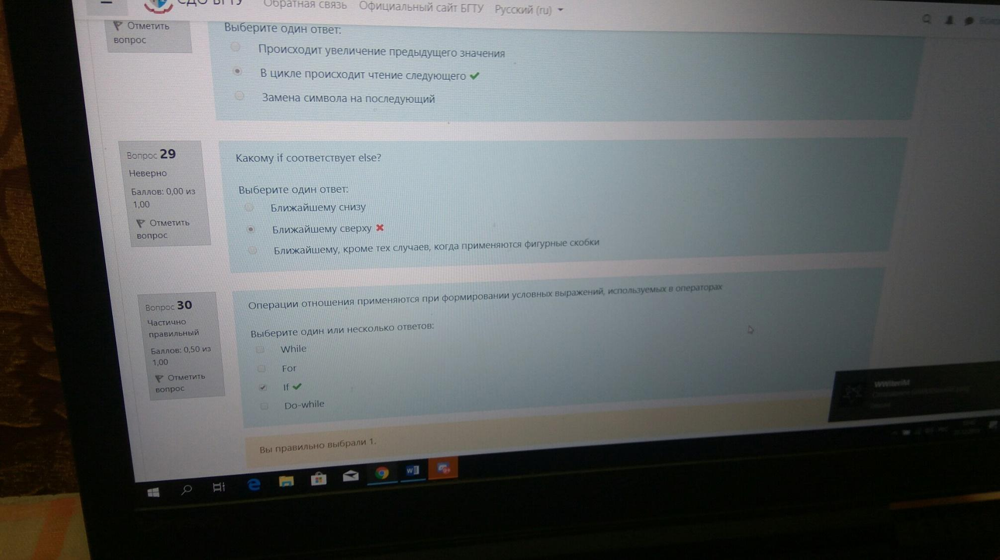 СДО БГТУ Обратная связь Официальный сайт БГТУ Русский (ru)
Отметить
вопрос
Выберите один ответ:
Происходит увеличение предыдущего значения
В цикле происходит чтение следующего
Замена символа на последующий
Вопрос 29
Неверно
Баллов: 0,00 из
1,00
Отметить
вопрос
Какому if соответствует else?
Выберите один ответ:
Ближайшему снизу
Ближайшему сверху
Ближайшему, кроме тех случаев, когда применяются фигурные скобки
Вопрос 30
Частично
правильный
Баллов: 0,50 из
1,00
Отметить
вопрос
Операции отношения применяются при формировании условных выражений, используемых в операторах
Выберите один или несколько ответов:
While
For
If
Do-while
Вы правильно выбрали 1.